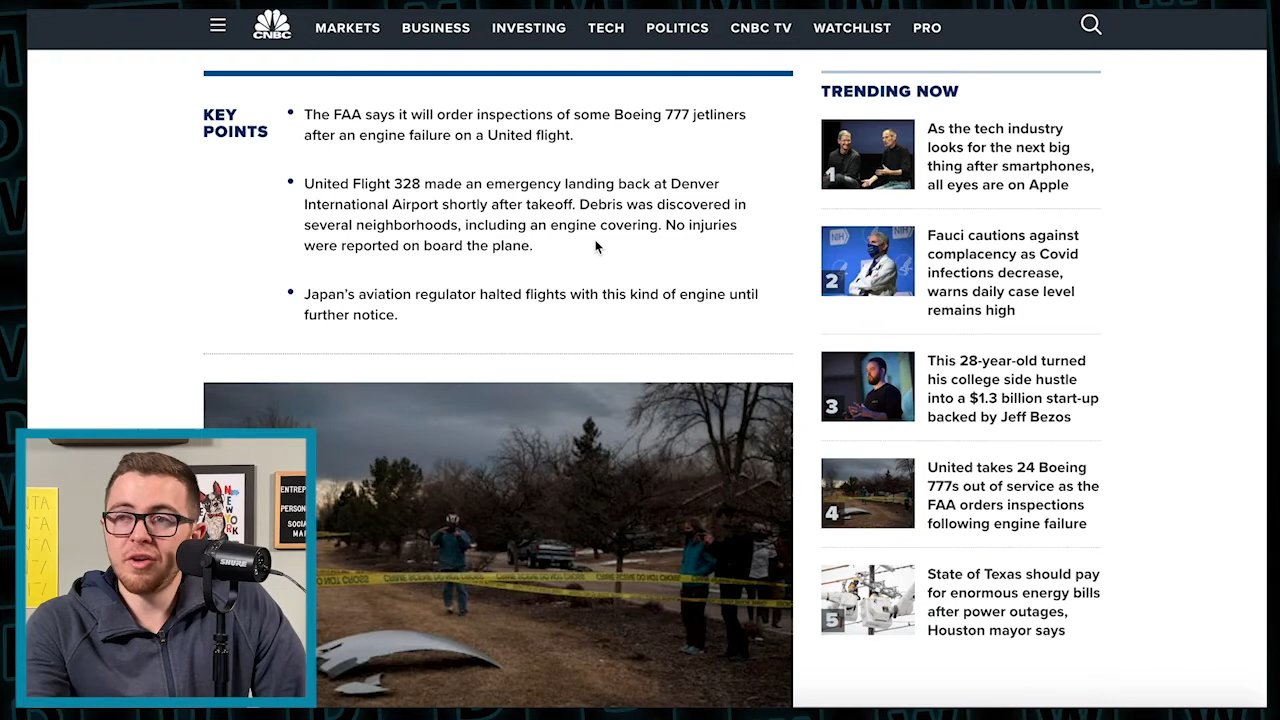 CNBC
MARKETS BUSINESS INVESTING TECH POLITICS CNBC TV WATCHLIST PRO
KEY
POINTS
The FAA says it will order inspections of some Boeing 777 jetliners
after an engine failure on a United flight.
United Flight 328 made an emergency landing back at Denver
International Airport shortly after takeoff. Debris was discovered in
several neighborhoods, including an engine covering. No injuries
were reported on board the plane.
Japan’s aviation regulator halted flights with this kind of engine until
further notice.
TRENDING NOW
1
As the tech industry
looks for the next big
thing after smartphones,
all eyes are on Apple
NIH
2
Fauci cautions against
complacency as Covid
infections decrease,
warns daily case level
remains high
3
This 28-year-old turned
his college side hustle
into a $1.3 billion start-up
backed by Jeff Bezos
4
United takes 24 Boeing
777s out of service as the
FAA orders inspections
following engine failure
5
State of Texas should pay
for enormous energy bills
after power outages,
Houston mayor says
NEW
YORK
ENTREP
PERSON
SOCIA
MAR
SHURE